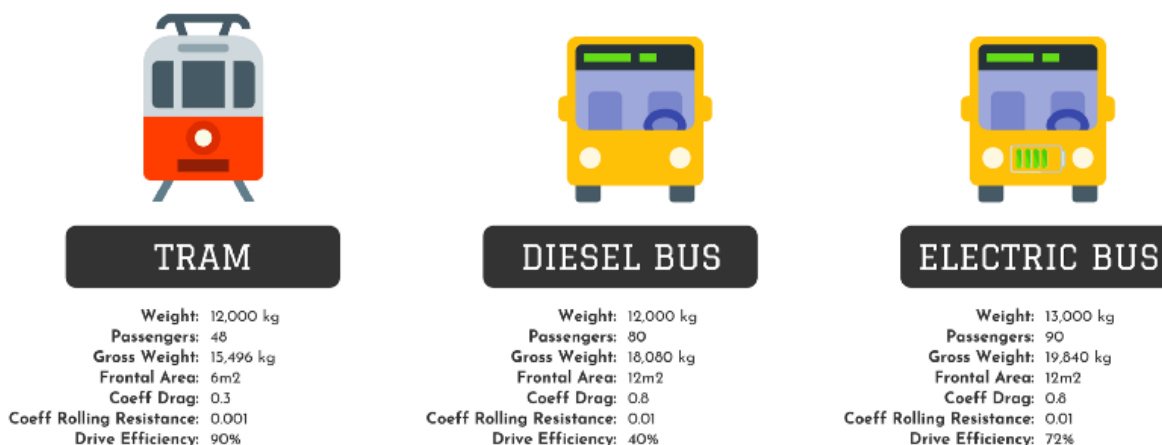 TRAM
Weight: 12,000 kg
Passengers: 48
Gross Weight: 15,496 kg
Frontal Area: 6m2
Coeff Drag: 0.3
Coeff Rolling Resistance: 0.001
Drive Efficiency: 90%
DIESEL BUS
Weight: 12,000 kg
Passengers: 80
Gross Weight: 18,080 kg
Frontal Area: 12m2
Coeff Drag: 0.8
Coeff Rolling Resistance: 0.01
Drive Efficiency: 40%
ELECTRIC BUS
Weight: 13,000 kg
Passengers: 90
Gross Weight: 19,840 kg
Frontal Area: 12m2
Coeff Drag: 0.8
Coeff Rolling Resistance: 0.01
Drive Efficiency: 72%